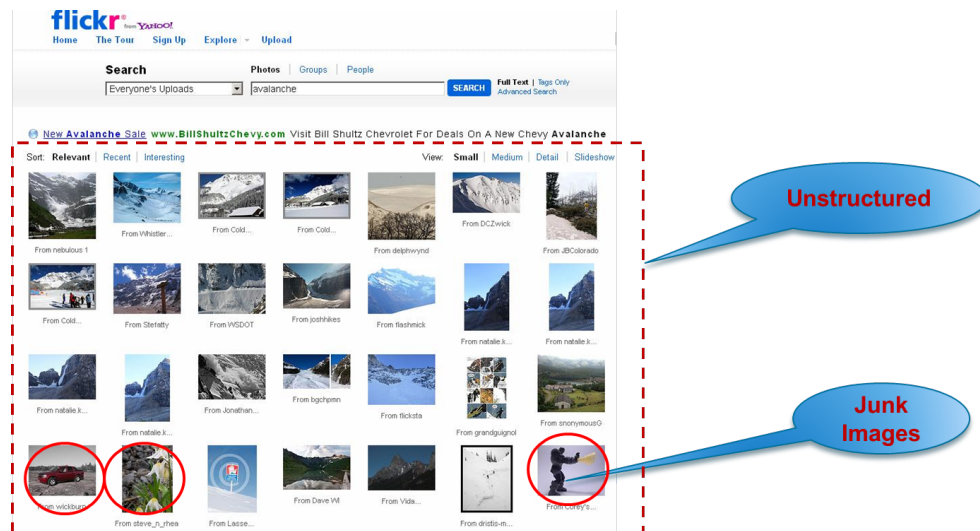 flickr from YAHOO!
Home The Tour Sign Up Explore Upload
Search Photos Groups People
Everyone's Uploads avalanche SEARCH Full Text | Tags Only
Advanced Search
New Avalanche Sale www.BillShultzChevy.com Visit Bill Shultz Chevrolet For Deals On A New Chevy Avalanche
Sort: Relevant Recent Interesting View: Small Medium Detail Slideshow
Unstructured
From nebulous 1 From Whistler... From Cold... From Cold... From delphwynd From DCZwick From JBColorado
From Cold... From Stefatty From WSDOT From joshhikes From flashmick From natalie.k... From natalie.k...
From natalie.k... From natalie.k... From Jonathan... From bgchpmn From flicksta From grandguignol From snonymousG
Junk
Images
From wickburn From steve_n_rhea From Lasse... From Dave WI From Vida... From dristis-m... From Corey's...